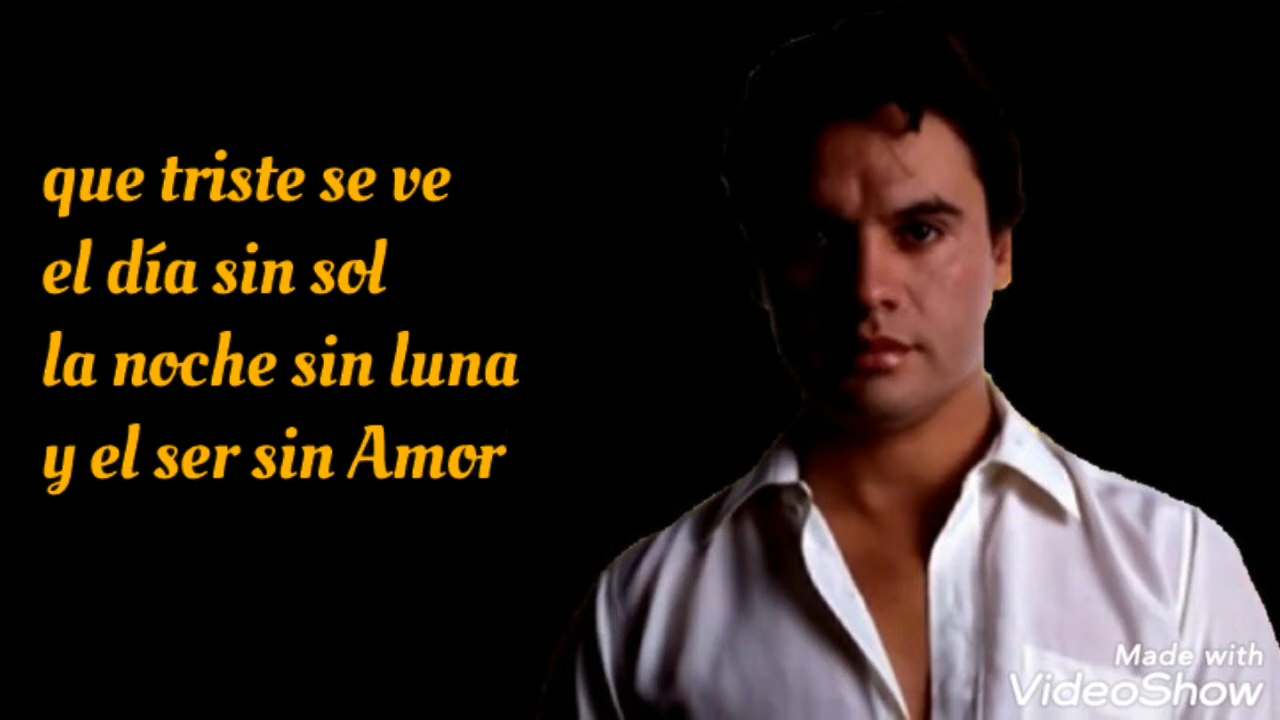 que triste se ve
el día sin sol
la noche sin luna
y el ser sin Amor
Made with
VideoShow